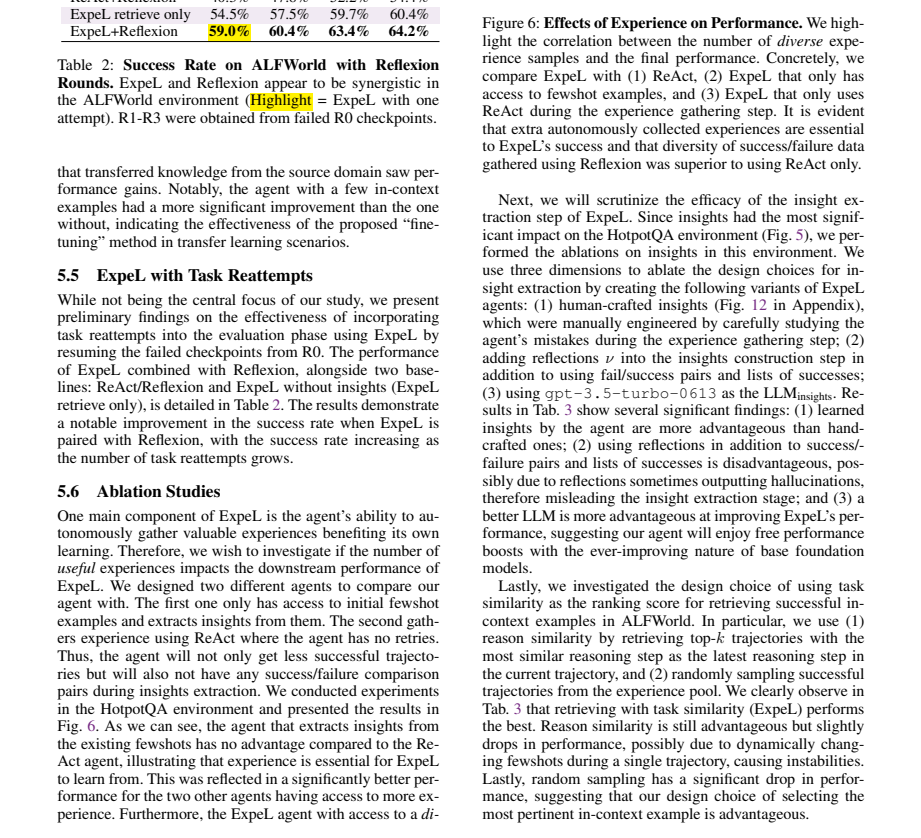 ExpeL retrieve only 54.5% 57.5% 59.7% 60.4%
ExpeL+Reflexion 59.0% 60.4% 63.4% 64.2%
Table 2: Success Rate on ALFWorld with Reflexion
Rounds. ExpeL and Reflexion appear to be synergistic in
the ALFWorld environment (Highlight = ExpeL with one
attempt). R1-R3 were obtained from failed R0 checkpoints.
that transferred knowledge from the source domain saw per-
formance gains. Notably, the agent with a few in-context
examples had a more significant improvement than the one
without, indicating the effectiveness of the proposed “fine-
tuning” method in transfer learning scenarios.
5.5 ExpeL with Task Reattempts
While not being the central focus of our study, we present
preliminary findings on the effectiveness of incorporating
task reattempts into the evaluation phase using ExpeL by
resuming the failed checkpoints from R0. The performance
of ExpeL combined with Reflexion, alongside two base-
lines: ReAct/Reflexion and ExpeL without insights (ExpeL
retrieve only), is detailed in Table 2. The results demonstrate
a notable improvement in the success rate when ExpeL is
paired with Reflexion, with the success rate increasing as
the number of task reattempts grows.
5.6 Ablation Studies
One main component of ExpeL is the agent’s ability to au-
tonomously gather valuable experiences benefiting its own
learning. Therefore, we wish to investigate if the number of
useful experiences impacts the downstream performance of
ExpeL. We designed two different agents to compare our
agent with. The first one only has access to initial fewshot
examples and extracts insights from them. The second gath-
ers experience using ReAct where the agent has no retries.
Thus, the agent will not only get less successful trajecto-
ries but will also not have any success/failure comparison
pairs during insights extraction. We conducted experiments
in the HotpotQA environment and presented the results in
Fig. 6. As we can see, the agent that extracts insights from
the existing fewshots has no advantage compared to the Re-
Act agent, illustrating that experience is essential for ExpeL
to learn from. This was reflected in a significantly better per-
formance for the two other agents having access to more ex-
perience. Furthermore, the ExpeL agent with access to a di-
Figure 6: Effects of Experience on Performance. We high-
light the correlation between the number of diverse expe-
rience samples and the final performance. Concretely, we
compare ExpeL with (1) ReAct, (2) ExpeL that only has
access to fewshot examples, and (3) ExpeL that only uses
ReAct during the experience gathering step. It is evident
that extra autonomously collected experiences are essential
to ExpeL’s success and that diversity of success/failure data
gathered using Reflexion was superior to using ReAct only.
Next, we will scrutinize the efficacy of the insight ex-
traction step of ExpeL. Since insights had the most signif-
icant impact on the HotpotQA environment (Fig. 5), we per-
formed the ablations on insights in this environment. We
use three dimensions to ablate the design choices for in-
sight extraction by creating the following variants of ExpeL
agents: (1) human-crafted insights (Fig. 12 in Appendix),
which were manually engineered by carefully studying the
agent’s mistakes during the experience gathering step; (2)
adding reflections ν into the insights construction step in
addition to using fail/success pairs and lists of successes;
(3) using gpt-3.5-turbo-0613 as the LLMinsights. Re-
sults in Tab. 3 show several significant findings: (1) learned
insights by the agent are more advantageous than hand-
crafted ones; (2) using reflections in addition to success/-
failure pairs and lists of successes is disadvantageous, pos-
sibly due to reflections sometimes outputting hallucinations,
therefore misleading the insight extraction stage; and (3) a
better LLM is more advantageous at improving ExpeL’s per-
formance, suggesting our agent will enjoy free performance
boosts with the ever-improving nature of base foundation
models.
Lastly, we investigated the design choice of using task
similarity as the ranking score for retrieving successful in-
context examples in ALFWorld. In particular, we use (1)
reason similarity by retrieving top-k trajectories with the
most similar reasoning step as the latest reasoning step in
the current trajectory, and (2) randomly sampling successful
trajectories from the experience pool. We clearly observe in
Tab. 3 that retrieving with task similarity (ExpeL) performs
the best. Reason similarity is still advantageous but slightly
drops in performance, possibly due to dynamically chang-
ing fewshots during a single trajectory, causing instabilities.
Lastly, random sampling has a significant drop in perfor-
mance, suggesting that our design choice of selecting the
most pertinent in-context example is advantageous.